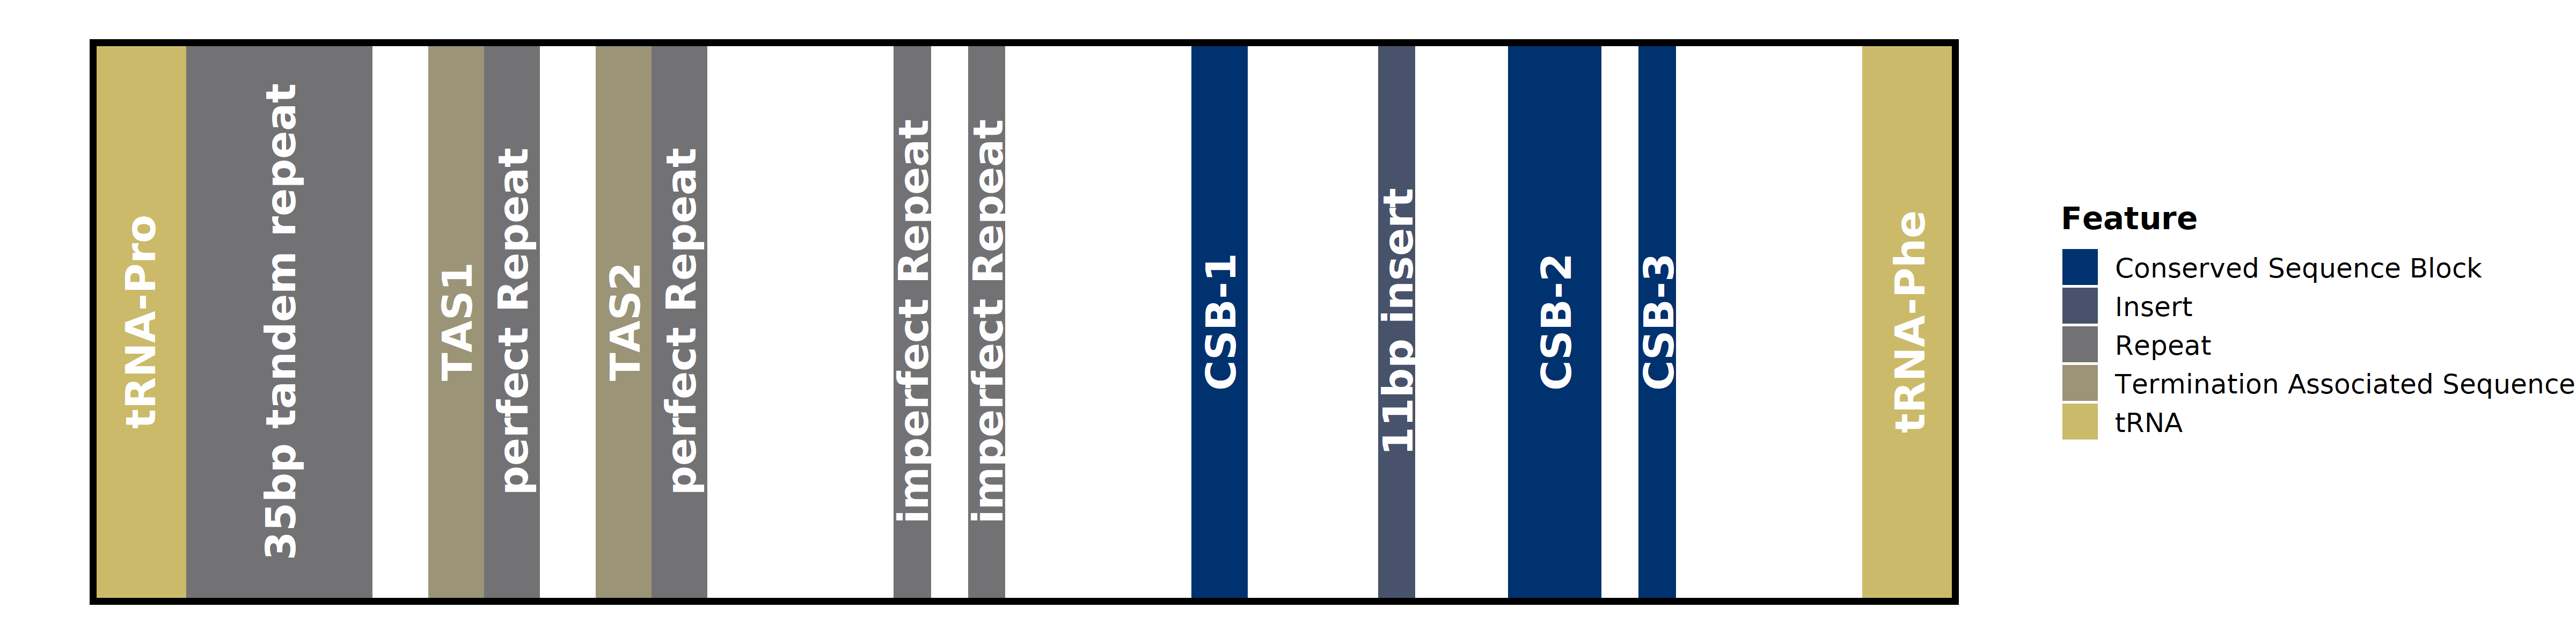 tRNA-Pro
35bp tandem repeat
TAS1
perfect Repeat
TAS2
perfect Repeat
imperfect Repeat
imperfect Repeat
CSB-1
11bp insert
CSB-2
CSB-3
tRNA-Phe
Feature
Conserved Sequence Block
Insert
Repeat
Termination Associated Sequence
tRNA